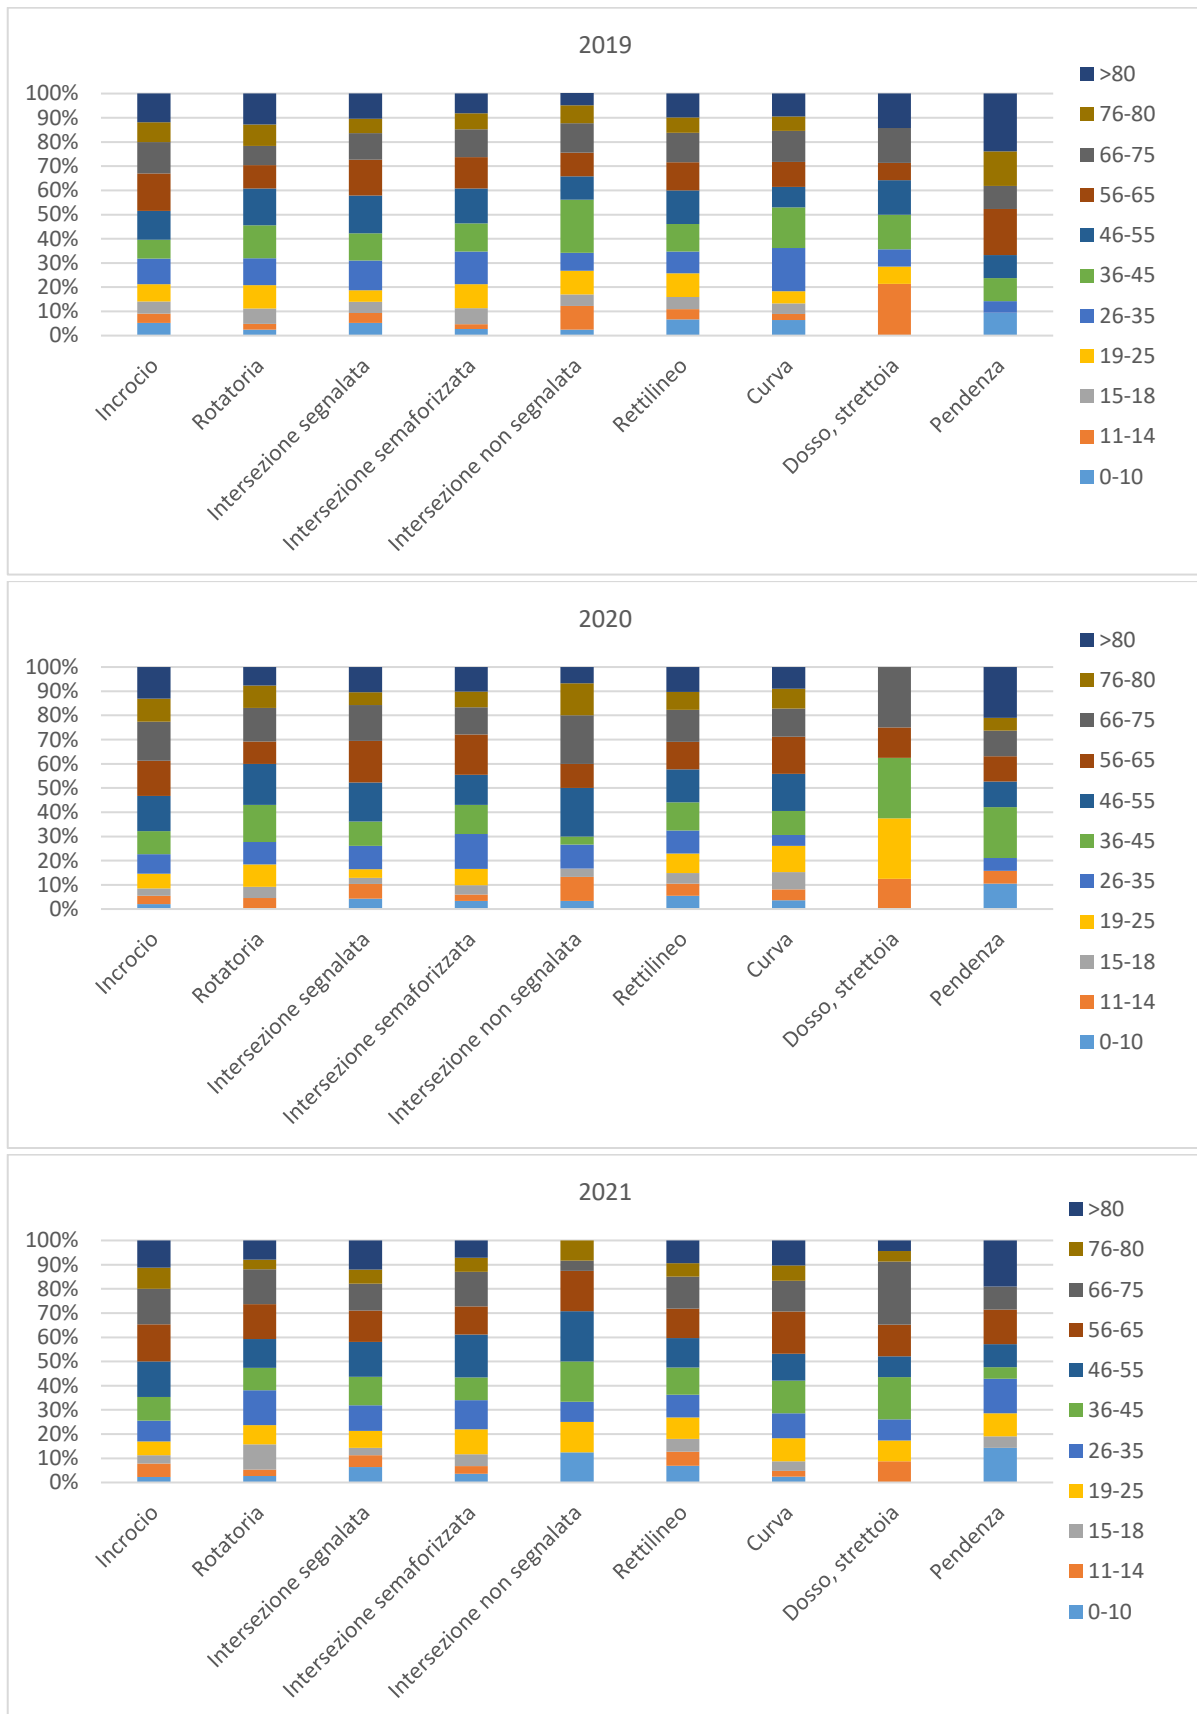 2019
100%
90%
80%
70%
60%
50%
40%
30%
20%
10%
0%
Incrocio
Rotatoria
Intersezione segnalata
Intersezione semaforizzata
Intersezione non segnalata
Rettilineo
Curva
Dosso, strettoia
Pendenza
>80
76-80
66-75
56-65
46-55
36-45
26-35
19-25
15-18
11-14
0-10
2020
100%
90%
80%
70%
60%
50%
40%
30%
20%
10%
0%
Incrocio
Rotatoria
Intersezione segnalata
Intersezione semaforizzata
Intersezione non segnalata
Rettilineo
Curva
Dosso, strettoia
Pendenza
>80
76-80
66-75
56-65
46-55
36-45
26-35
19-25
15-18
11-14
0-10
2021
100%
90%
80%
70%
60%
50%
40%
30%
20%
10%
0%
Incrocio
Rotatoria
Intersezione segnalata
Intersezione semaforizzata
Intersezione non segnalata
Rettilineo
Curva
Dosso, strettoia
Pendenza
>80
76-80
66-75
56-65
46-55
36-45
26-35
19-25
15-18
11-14
0-10